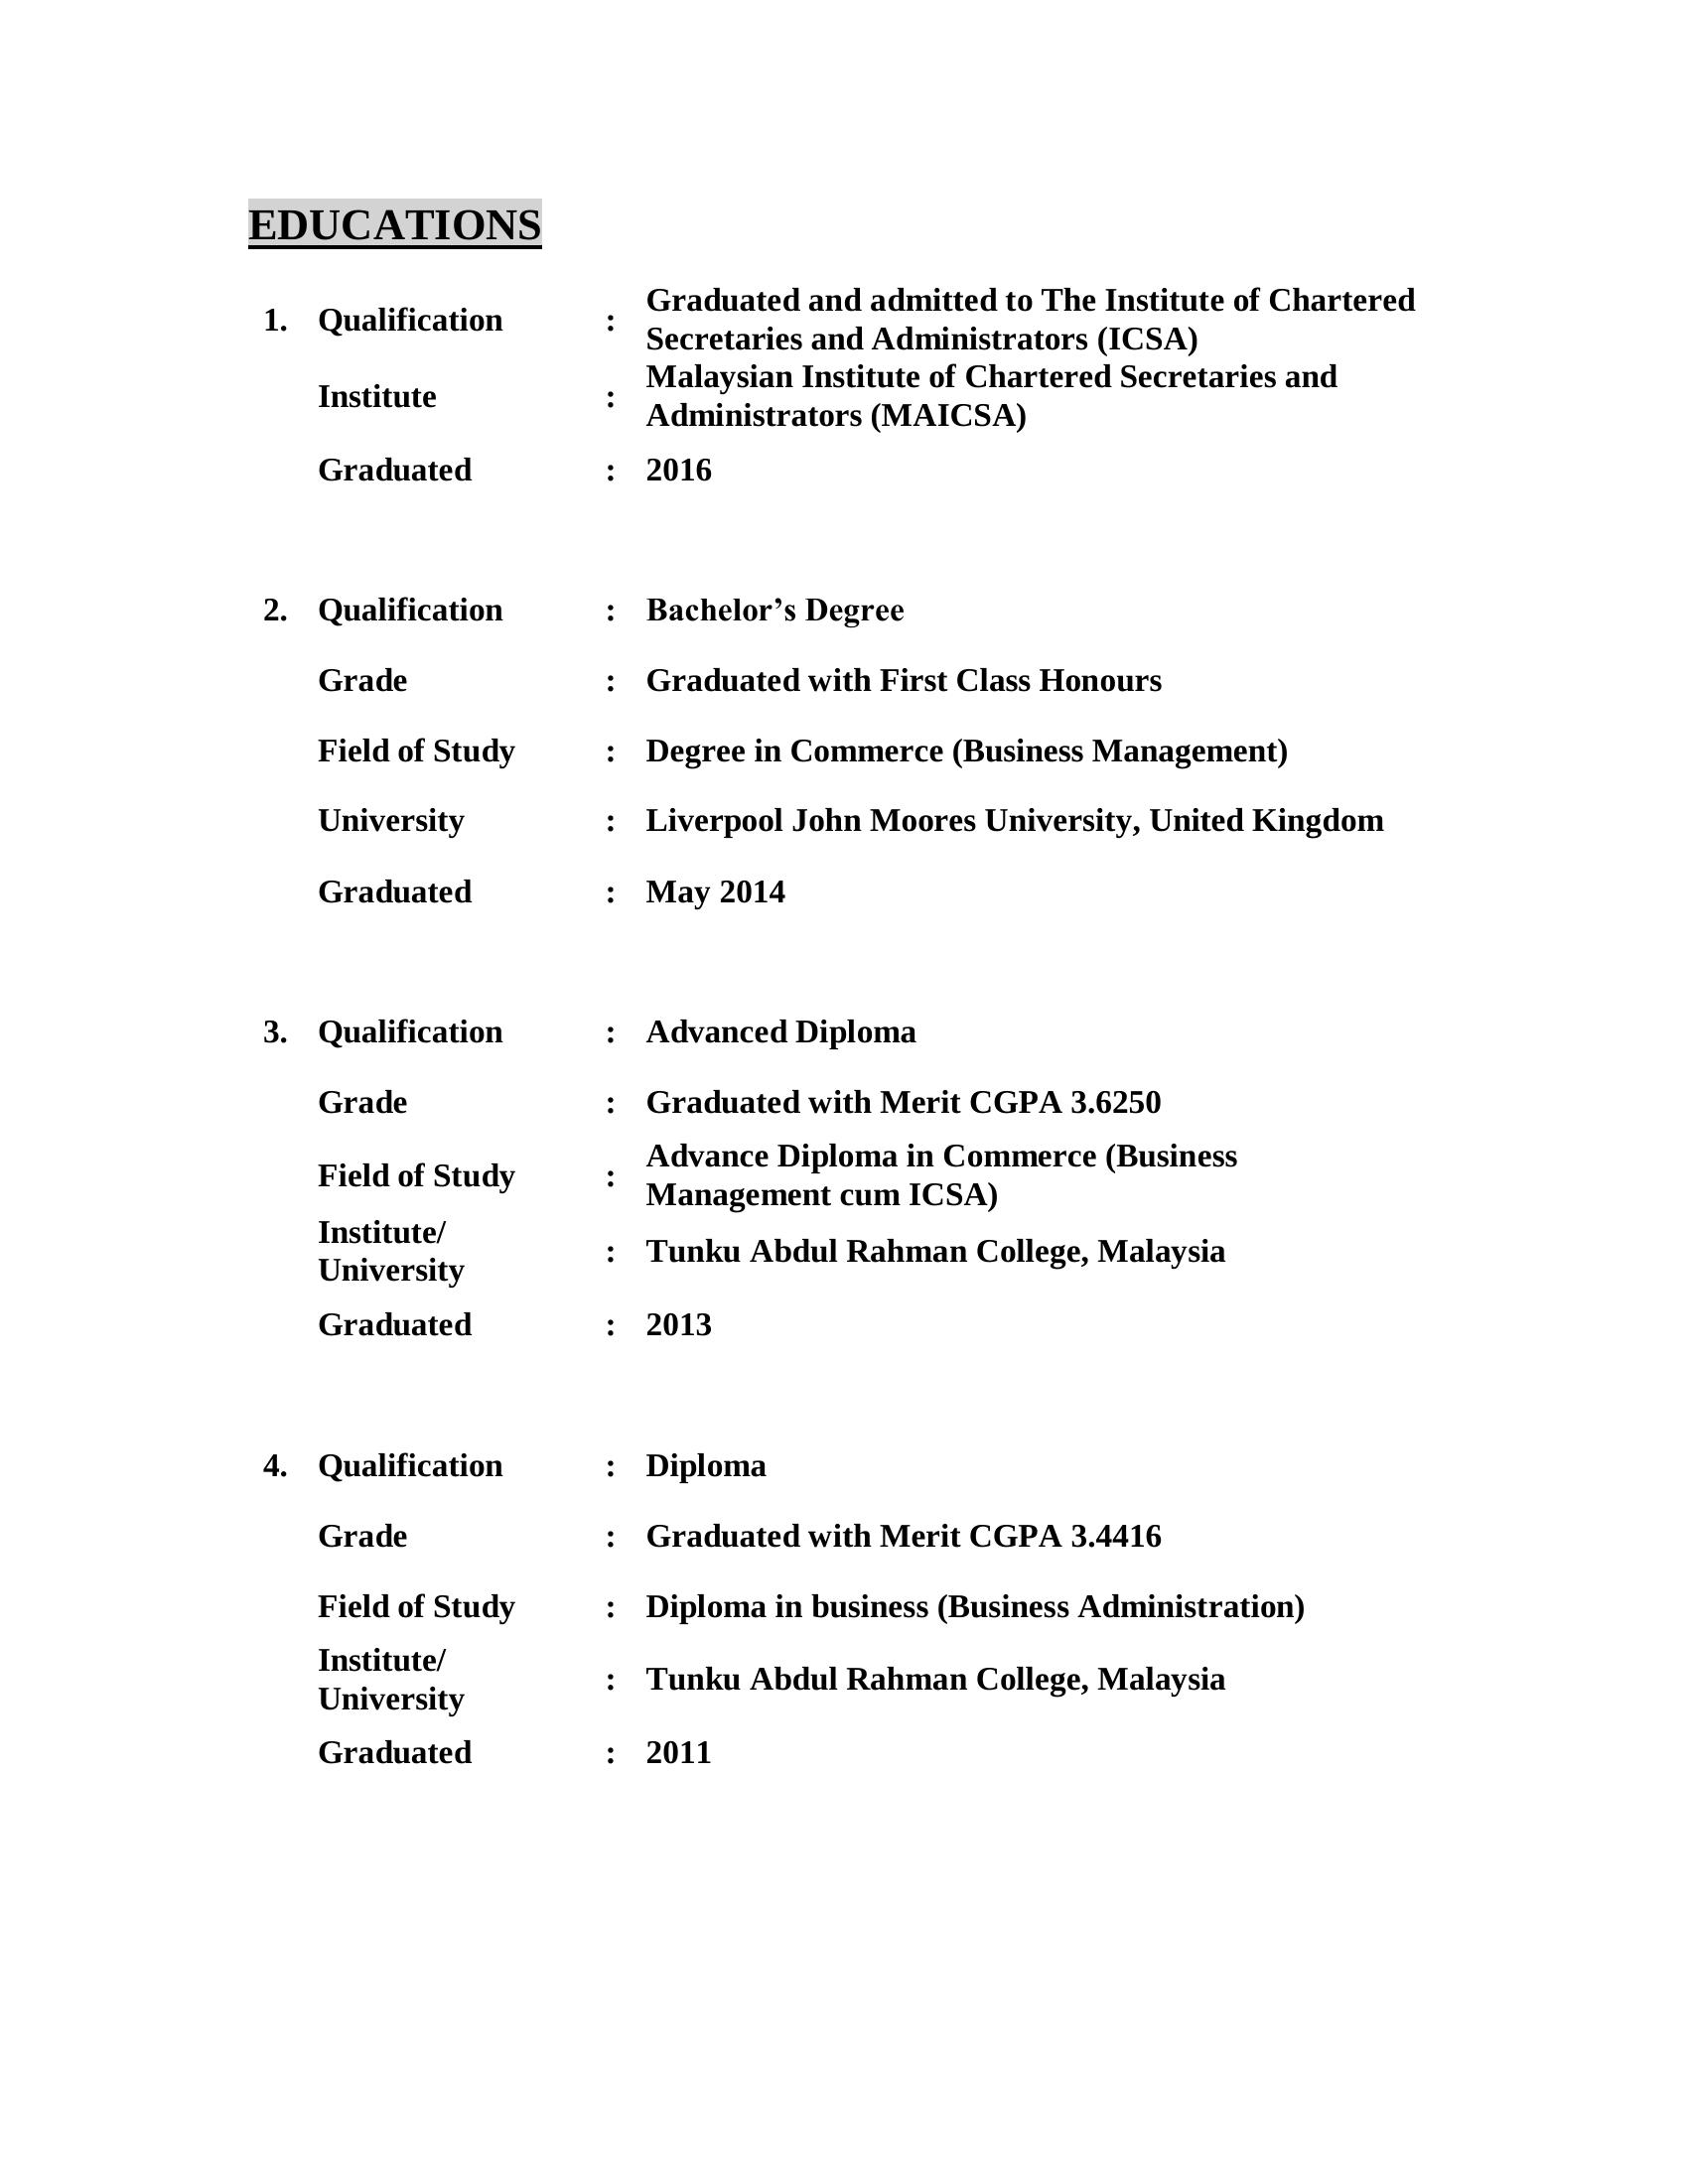 EDUCATIONS
1. Qualification : Graduated and admitted to The Institute of Chartered
Secretaries and Administrators (ICSA)
Institute : Malaysian Institute of Chartered Secretaries and
Administrators (MAICSA)
Graduated : 2016
2. Qualification : Bachelor’s Degree
Grade : Graduated with First Class Honours
Field of Study : Degree in Commerce (Business Management)
University : Liverpool John Moores University, United Kingdom
Graduated : May 2014
3. Qualification : Advanced Diploma
Grade : Graduated with Merit CGPA 3.6250
Field of Study : Advance Diploma in Commerce (Business
Management cum ICSA)
Institute/
University : Tunku Abdul Rahman College, Malaysia
Graduated : 2013
4. Qualification : Diploma
Grade : Graduated with Merit CGPA 3.4416
Field of Study : Diploma in business (Business Administration)
Institute/
University : Tunku Abdul Rahman College, Malaysia
Graduated : 2011